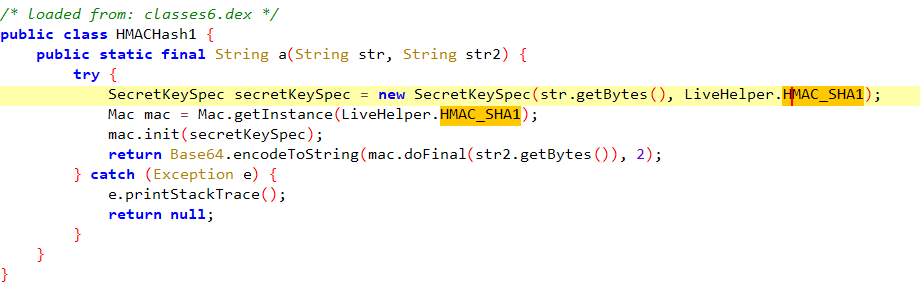 /* loaded from: classes6.dex */
public class HMACHash1 {
    public static final String a(String str, String str2) {
        try {
            SecretKeySpec secretKeySpec = new SecretKeySpec(str.getBytes(), LiveHelper.HMAC_SHA1);
            Mac mac = Mac.getInstance(LiveHelper.HMAC_SHA1);
            mac.init(secretKeySpec);
            return Base64.encodeToString(mac.doFinal(str2.getBytes()), 2);
        } catch (Exception e) {
            e.printStackTrace();
            return null;
        }
    }
}